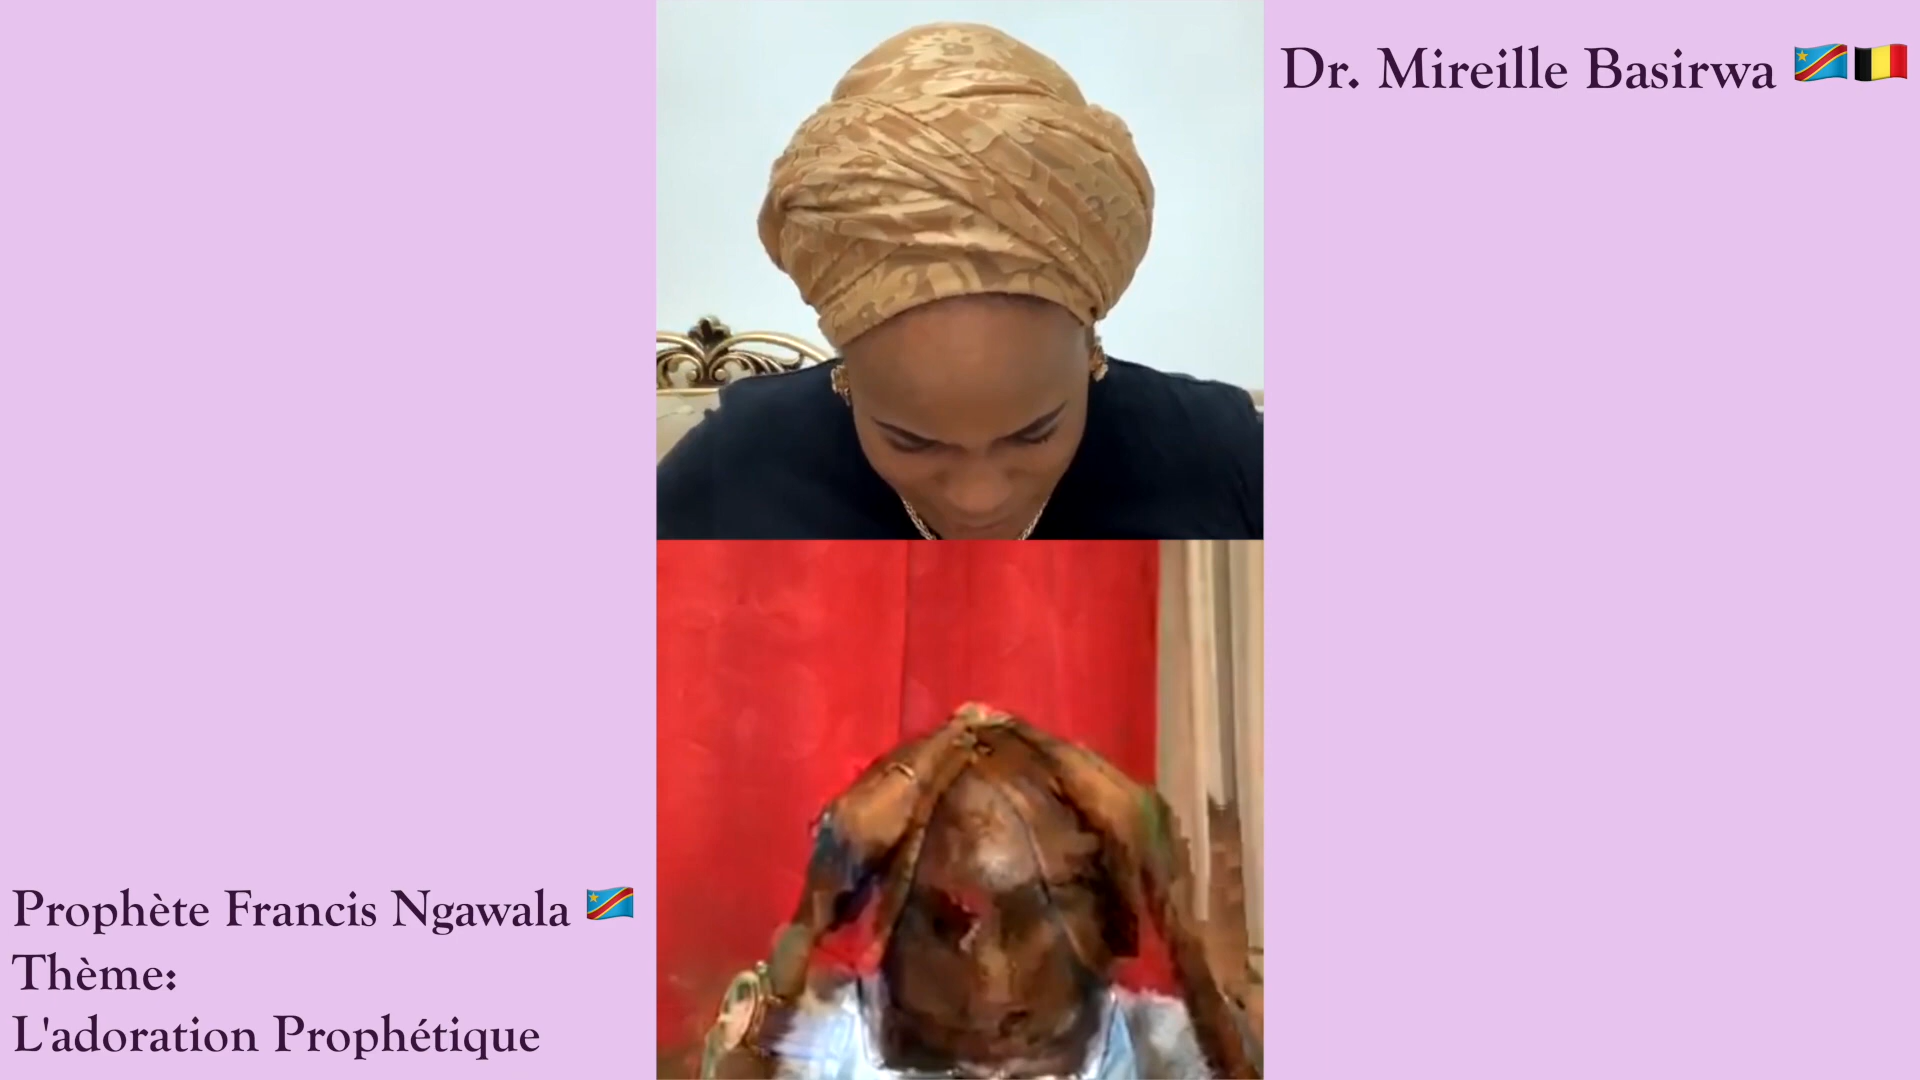 Dr. Mireille Basirwa 🇨🇩🇧🇪
Prophète Francis Ngawala 🇨🇩
Thème:
L'adoration Prophétique